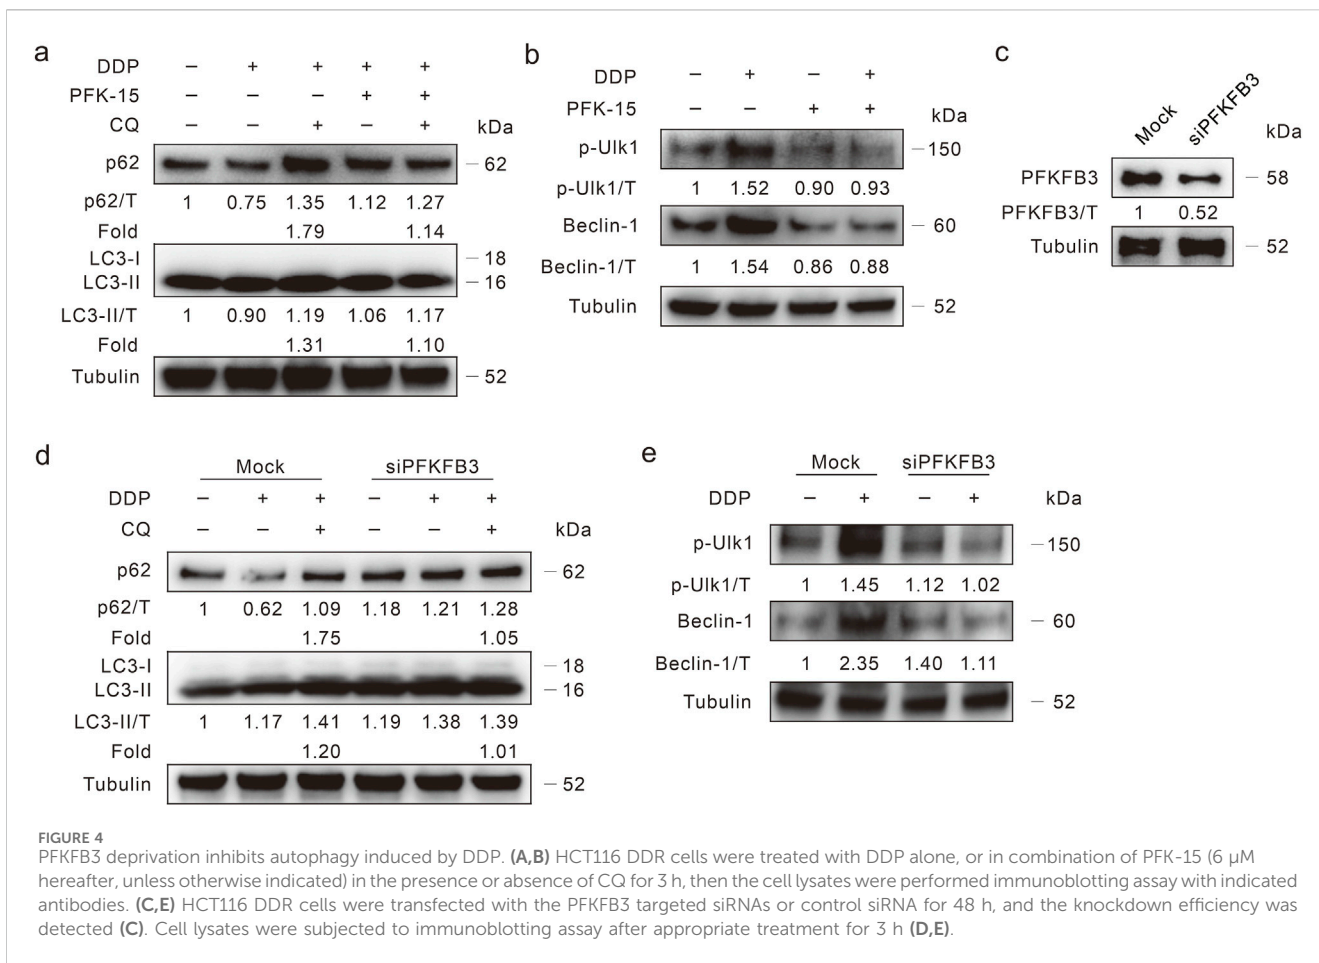 a
DDP – + + + +
PFK-15 – – – + +
CQ – – + – + kDa
p62 – 62
p62/T 1 0.75 1.35 1.12 1.27
Fold 1.79 1.14
LC3-I – 18
LC3-II – 16
LC3-II/T 1 0.90 1.19 1.06 1.17
Fold 1.31 1.10
Tubulin – 52
b
DDP – + – +
PFK-15 – – + + kDa
p-Ulk1 – 150
p-Ulk1/T 1 1.52 0.90 0.93
Beclin-1 – 60
Beclin-1/T 1 1.54 0.86 0.88
Tubulin – 52
c
Mock siPFKFB3 kDa
PFKFB3 – 58
PFKFB3/T 1 0.52
Tubulin – 52
d
Mock siPFKFB3
DDP – + + – + +
CQ – – + – – + kDa
p62 – 62
p62/T 1 0.62 1.09 1.18 1.21 1.28
Fold 1.75 1.05
LC3-I – 18
LC3-II – 16
LC3-II/T 1 1.17 1.41 1.19 1.38 1.39
Fold 1.20 1.01
Tubulin – 52
e
Mock siPFKFB3
DDP – + – + kDa
p-Ulk1 – 150
p-Ulk1/T 1 1.45 1.12 1.02
Beclin-1 – 60
Beclin-1/T 1 2.35 1.40 1.11
Tubulin – 52
FIGURE 4
PFKFB3 deprivation inhibits autophagy induced by DDP. (A,B) HCT116 DDR cells were treated with DDP alone, or in combination of PFK-15 (6 µM
hereafter, unless otherwise indicated) in the presence or absence of CQ for 3 h, then the cell lysates were performed immunoblotting assay with indicated
antibodies. (C,E) HCT116 DDR cells were transfected with the PFKFB3 targeted siRNAs or control siRNA for 48 h, and the knockdown efficiency was
detected (C). Cell lysates were subjected to immunoblotting assay after appropriate treatment for 3 h (D,E).